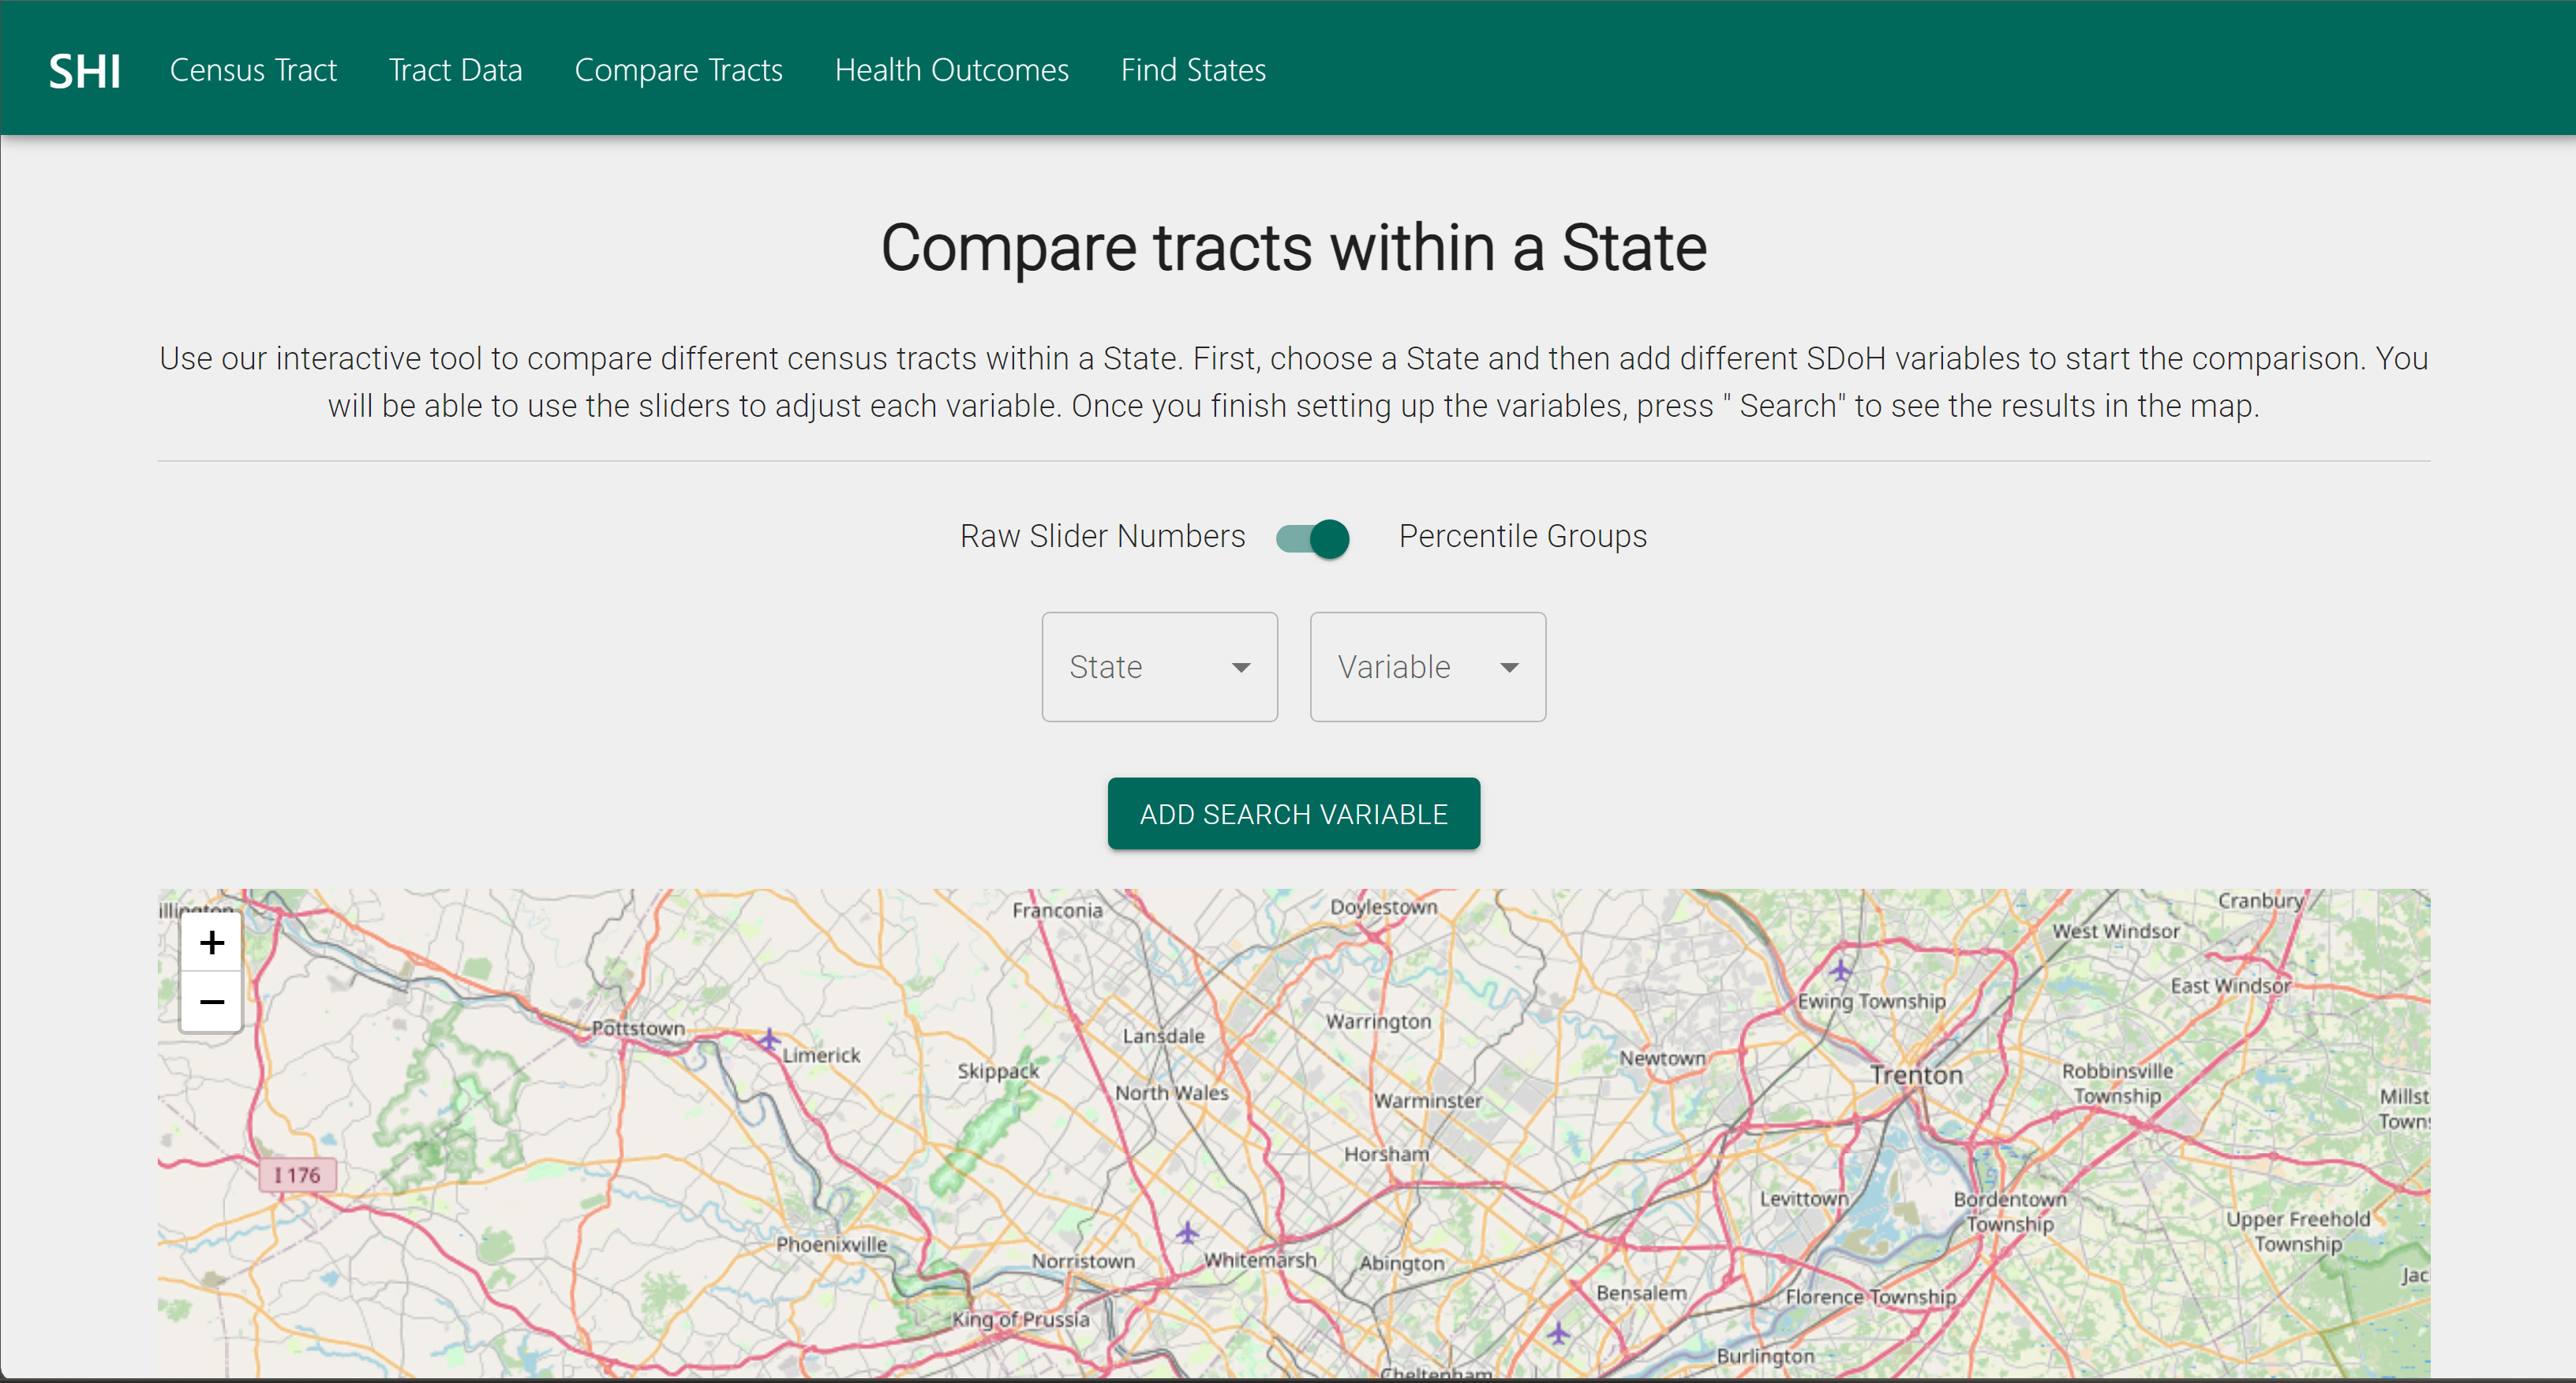 SHI Census Tract Tract Data Compare Tracts Health Outcomes Find States
Compare tracts within a State
Use our interactive tool to compare different census tracts within a State. First, choose a State and then add different SDoH variables to start the comparison. You
will be able to use the sliders to adjust each variable. Once you finish setting up the variables, press " Search" to see the results in the map.
Raw Slider Numbers Percentile Groups
State Variable
ADD SEARCH VARIABLE
+
−
Franconia
Doylestown
Cranbury
West Windsor
East Windsor
Ewing Township
Pottstown
Limerick
Lansdale
Warrington
Skippack
Newtown
Trenton
Robbinsville
Township
North Wales
Warminster
Millst
Towns
Horsham
I 176
Levittown
Bordentown
Township
Upper Freehold
Township
Phoenixville
Norristown
Whitemarsh
Abington
Jac
Bensalem
Florence Township
King of Prussia
Burlington
Cheltenham